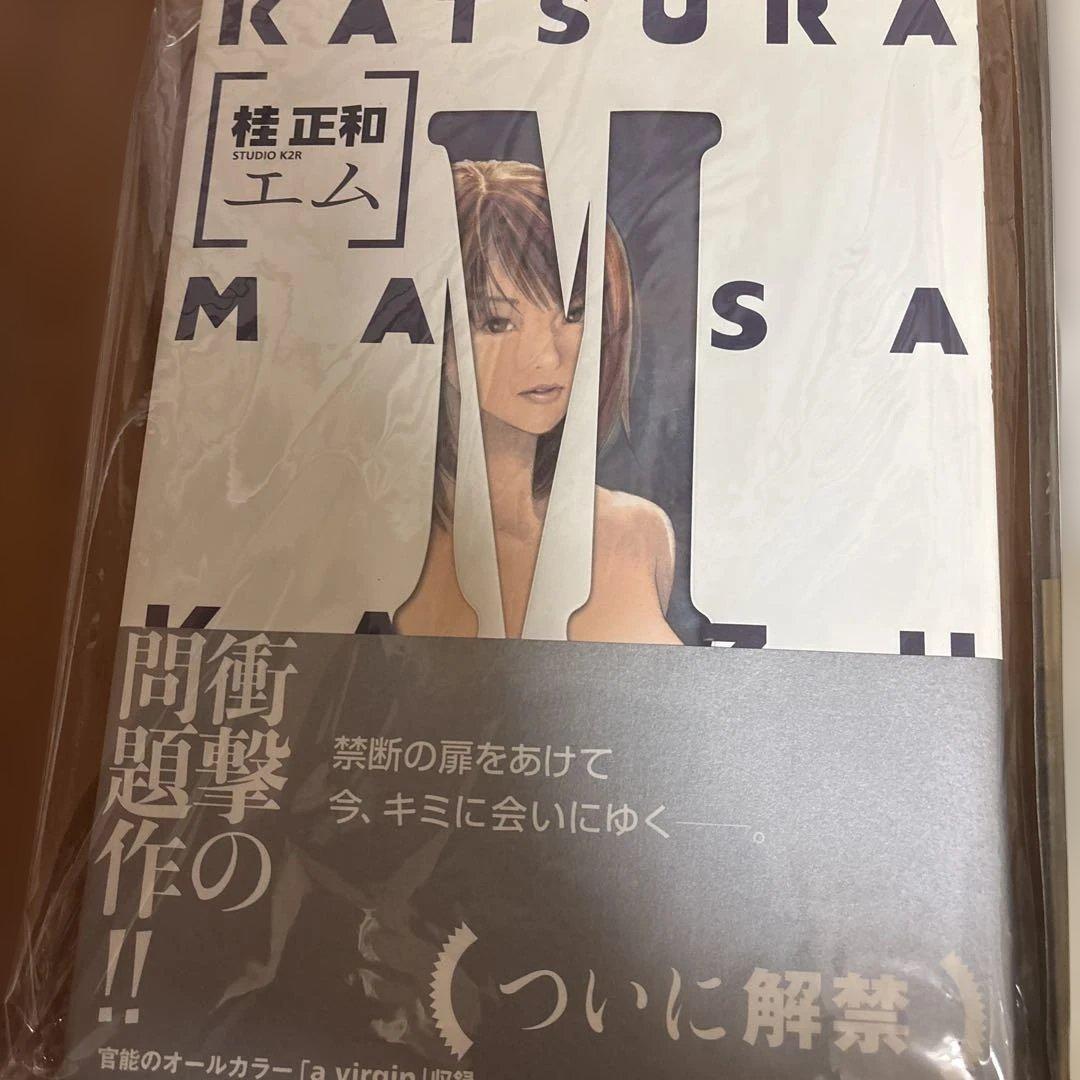 KATSURA
桂 正和
STUDIO K2R
エム
M
MASA
KAZU
衝撃の
問題作!!
禁断の扉をあけて
今、キミに会いにゆく――。
(ついに解禁)
官能のオールカラー「a virgin」収録